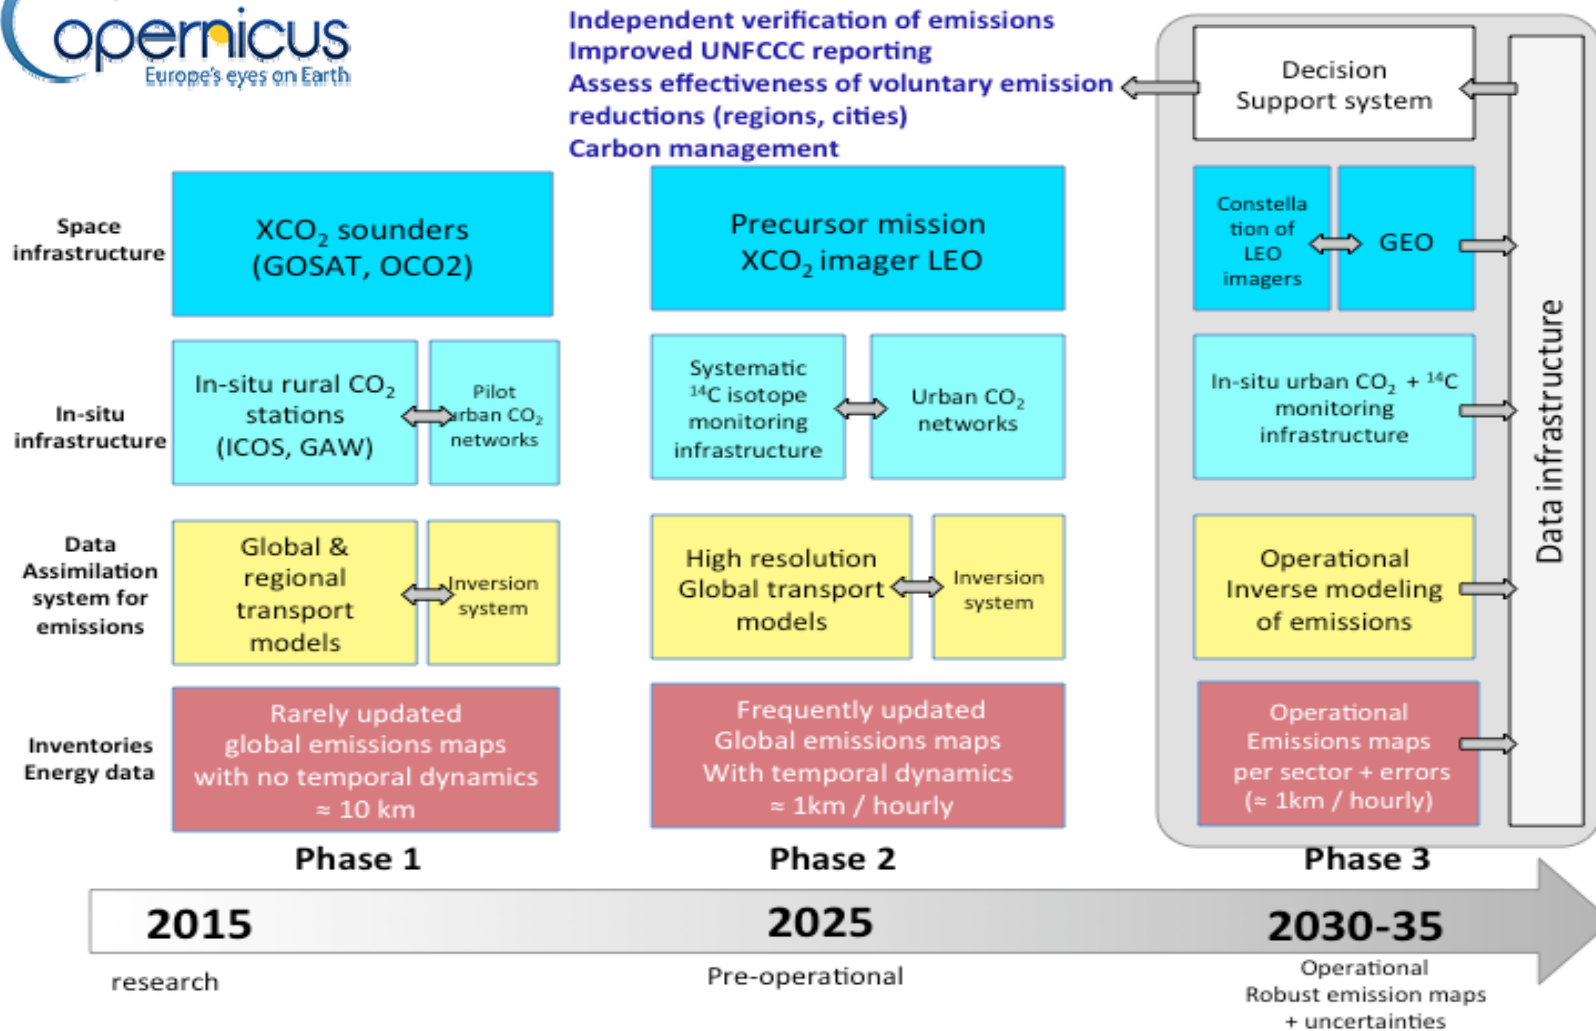 Copernicus
Europe's eyes on Earth
Independent verification of emissions
Improved UNFCCC reporting
Assess effectiveness of voluntary emission
reductions (regions, cities)
Carbon management
Decision
Support system
Space
infrastructure
XCO₂ sounders
(GOSAT, OCO2)
Precursor mission
XCO₂ imager LEO
Constella
tion of
LEO
imagers
GEO
Data infrastructure
In-situ
infrastructure
In-situ rural CO₂
stations
(ICOS, GAW)
Pilot
urban CO₂
networks
Systematic
¹⁴C isotope
monitoring
infrastructure
Urban CO₂
networks
In-situ urban CO₂ + ¹⁴C
monitoring
infrastructure
Data
Assimilation
system for
emissions
Global &
regional
transport
models
Inversion
system
High resolution
Global transport
models
Inversion
system
Operational
Inverse modeling
of emissions
Inventories
Energy data
Rarely updated
global emissions maps
with no temporal dynamics
≈ 10 km
Frequently updated
Global emissions maps
With temporal dynamics
≈ 1km / hourly
Operational
Emissions maps
per sector + errors
(≈ 1km / hourly)
Phase 1
Phase 2
Phase 3
2015
2025
2030-35
research
Pre-operational
Operational
Robust emission maps
+ uncertainties